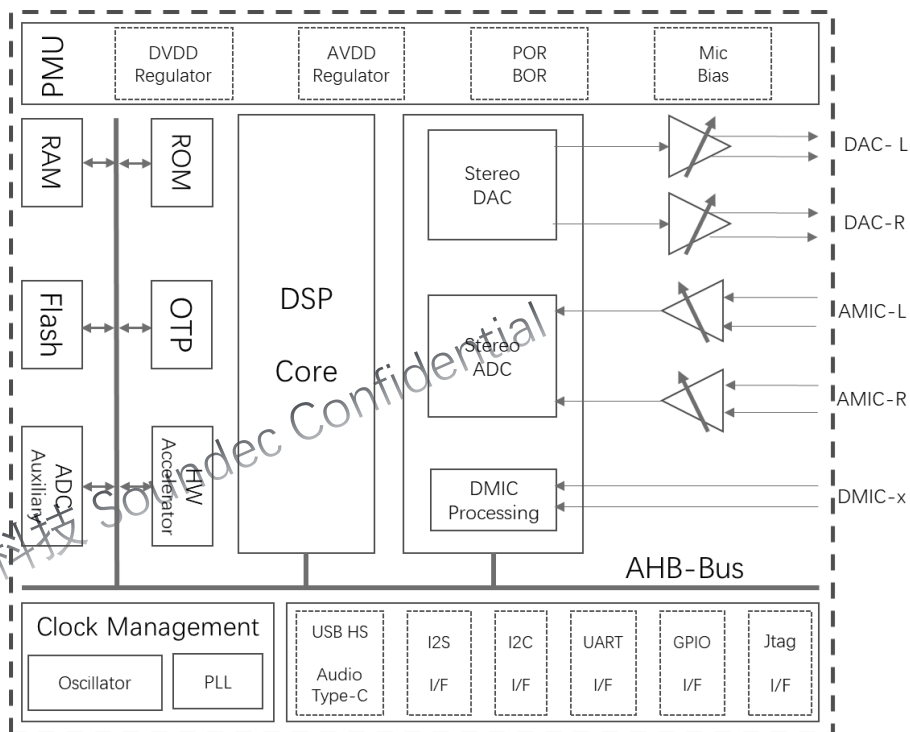 PMU
DVDD
Regulator
AVDD
Regulator
POR
BOR
Mic
Bias
RAM
ROM
Flash
OTP
ADC
Auxiliary
HW
Accelerator
DSP
Core
Stereo
DAC
Stereo
ADC
DMIC
Processing
DAC- L
DAC-R
AMIC-L
AMIC-R
DMIC-x
科技 Soundec Confidential
AHB-Bus
Clock Management
Oscillator
PLL
USB HS
Audio
Type-C
I2S
I/F
I2C
I/F
UART
I/F
GPIO
I/F
Jtag
I/F